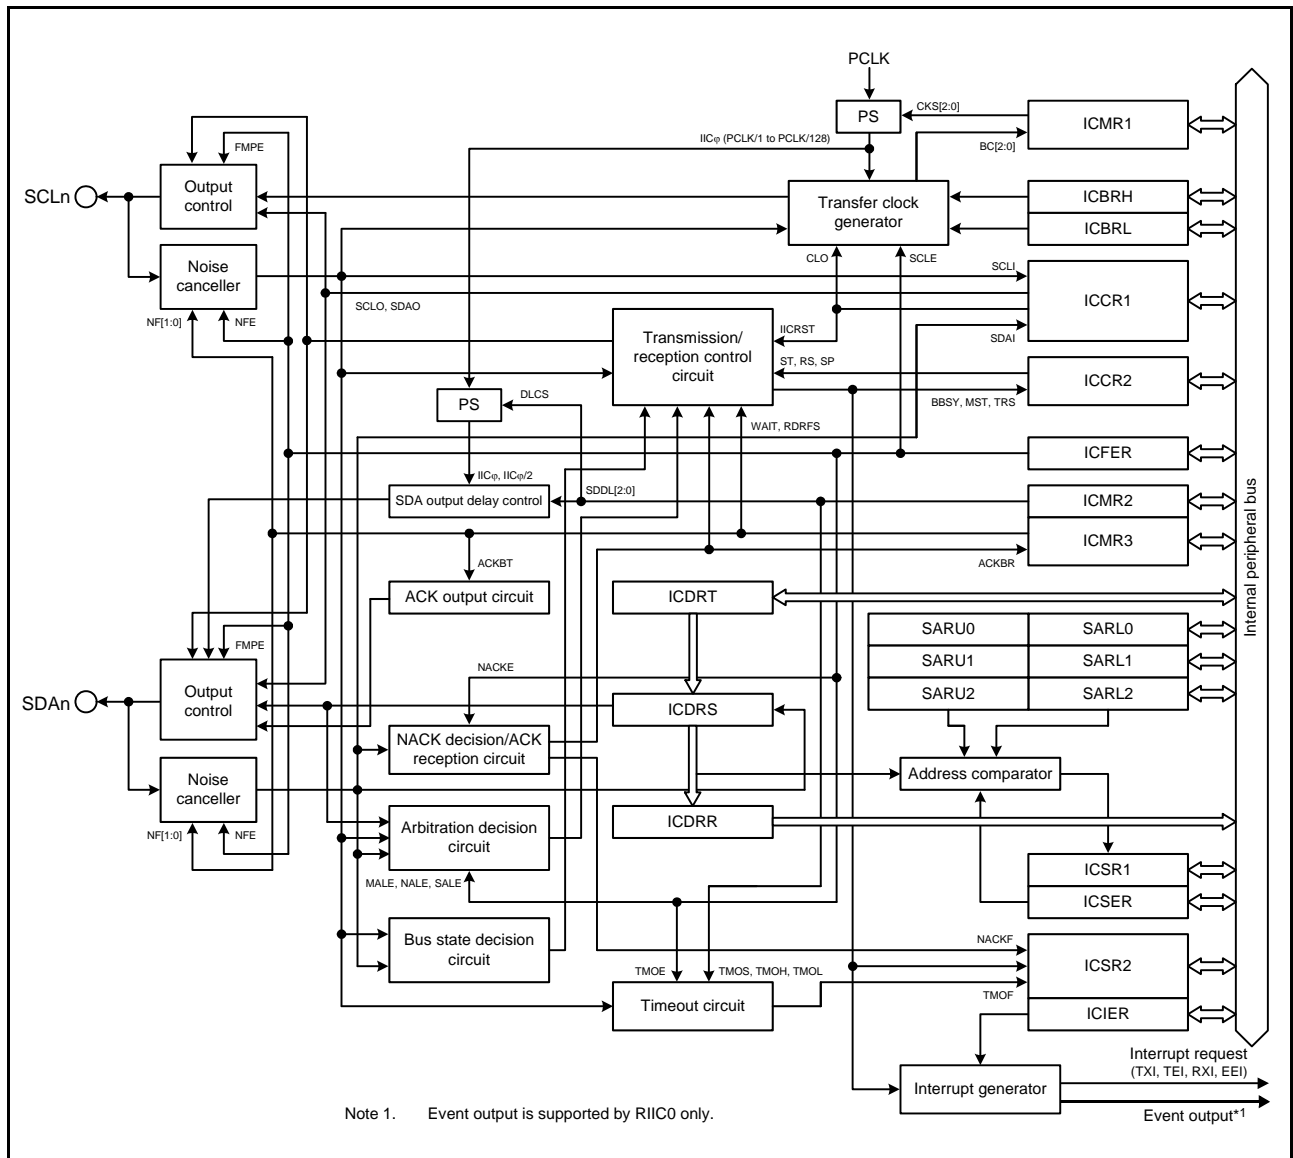 PCLK
PS
CKS[2:0]
ICMR1
IICφ (PCLK/1 to PCLK/128)
BC[2:0]
FMPE
SCLn
Output
control
Transfer clock
generator
ICBRH
ICBRL
Noise
canceller
CLO
SCLE
SCLI
SCLO, SDAO
ICCR1
NF[1:0]
NFE
Transmission/
reception control
circuit
IICRST
SDAI
ST, RS, SP
ICCR2
BBSY, MST, TRS
PS
DLCS
WAIT, RDRFS
ICFER
IICφ, IICφ/2
SDA output delay control
SDDL[2:0]
ICMR2
ICMR3
ACKBT
ACKBR
ACK output circuit
ICDRT
Internal peripheral bus
SARU0
SARL0
FMPE
SARU1
SARL1
NACKE
SARU2
SARL2
SDAn
Output
control
ICDRS
NACK decision/ACK
reception circuit
Noise
canceller
Address comparator
ICDRR
Arbitration decision
circuit
NF[1:0]
NFE
MALE, NALE, SALE
ICSR1
ICSER
Bus state decision
circuit
NACKF
ICSR2
TMOE
TMOS, TMOH, TMOL
TMOF
Timeout circuit
ICIER
Interrupt request
(TXI, TEI, RXI, EEI)
Interrupt generator
Event output*1
Note 1. Event output is supported by RIIC0 only.